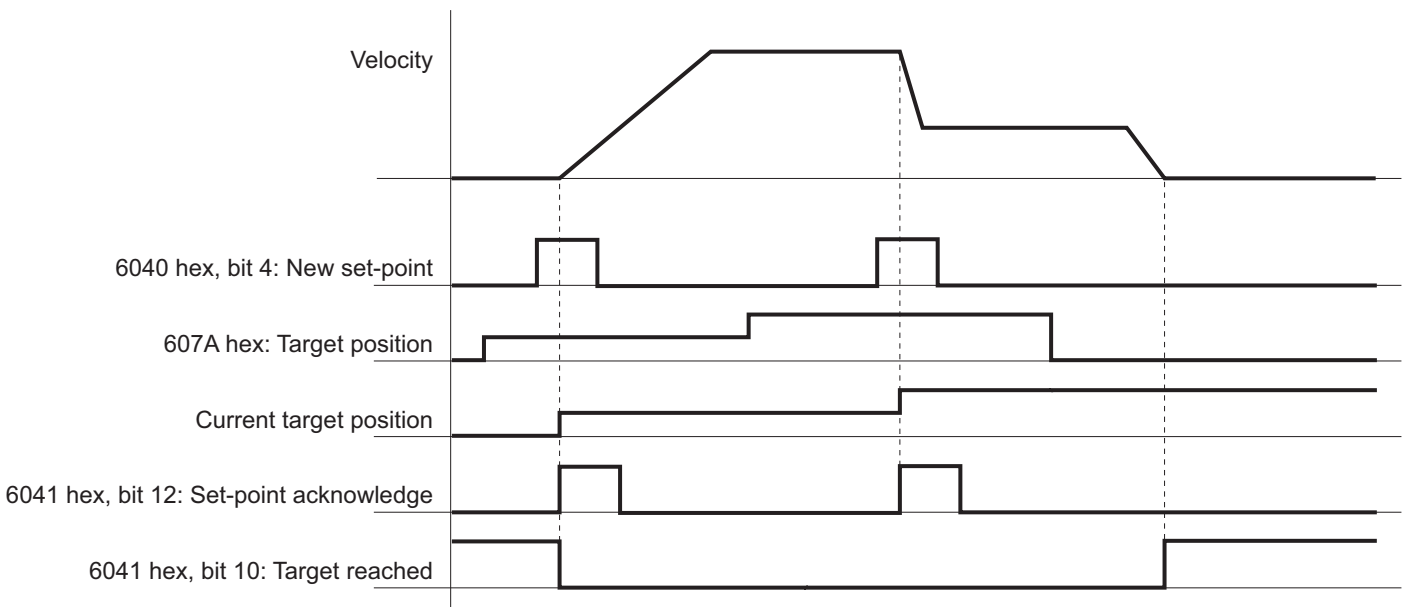 Velocity
6040 hex, bit 4: New set-point
607A hex: Target position
Current target position
6041 hex, bit 12: Set-point acknowledge
6041 hex, bit 10: Target reached